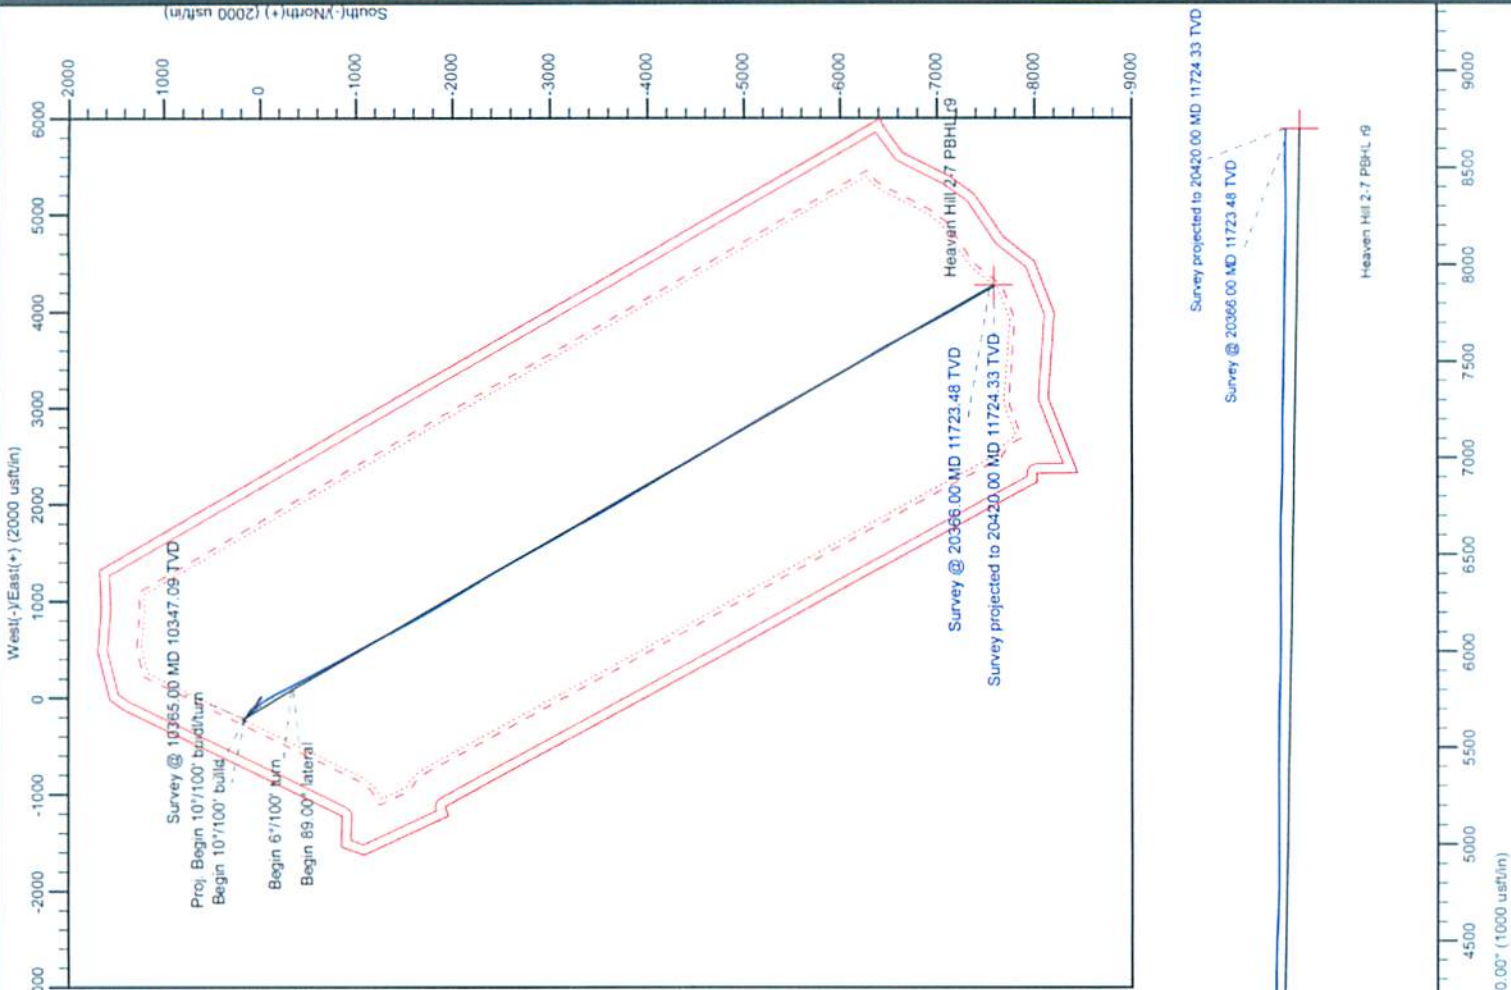 South(-)/North(+) (2000 usft/in)
2000
1000
0
-1000
-2000
-3000
-4000
-5000
-6000
-7000
-8000
-9000
West(-)/East(+) (2000 usft/in)
6000
5000
4000
3000
2000
1000
0
-1000
-2000
Heaven Hill 2-7 PBHL r9
Survey @ 20366.00 MD 11723.48 TVD
Survey projected to 20420.00 MD 11724.33 TVD
Survey @ 10365.00 MD 10347.09 TVD
Proj. Begin 10°/100' buidl/turn
Begin 10°/100' build
Begin 6°/100' turn
Begin 89.00° lateral
Survey projected to 20420.00 MD 11724.33 TVD
Survey @ 20366.00 MD 11723.48 TVD
Heaven Hill 2-7 PBHL r9
9000
8500
8000
7500
7000
6500
6000
5500
5000
4500
0.00° (1000 usft/in)